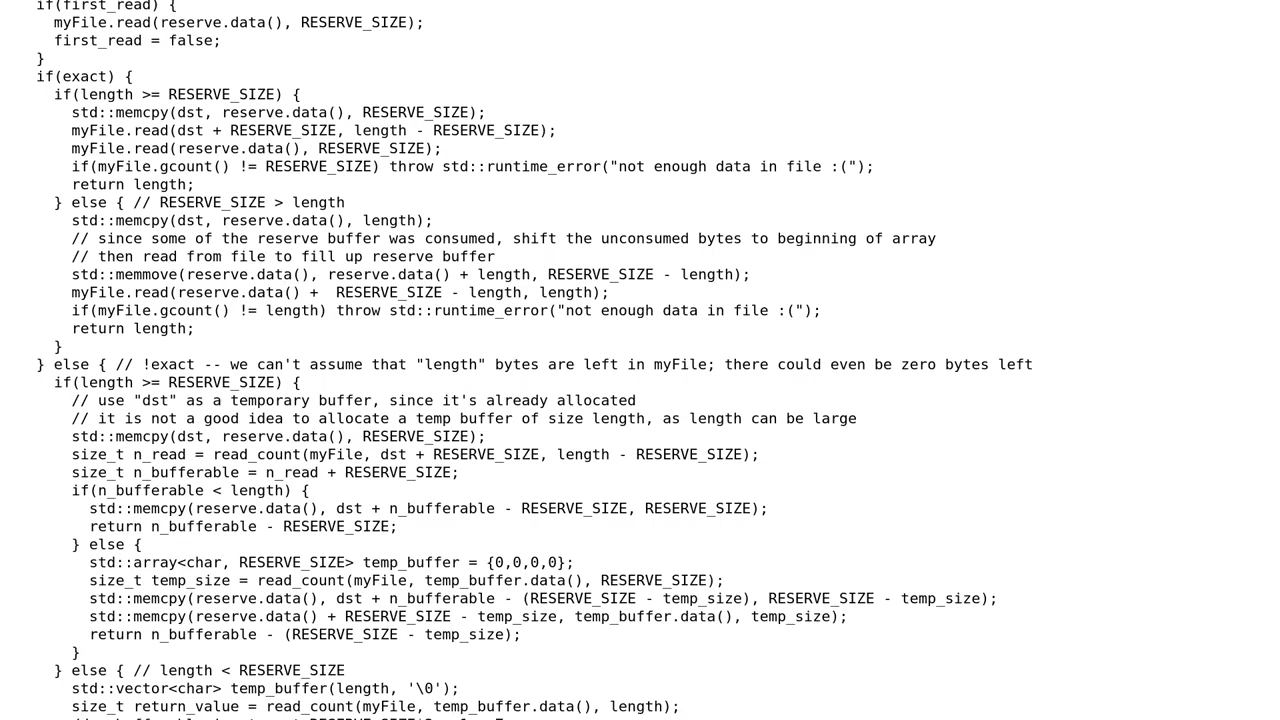 if(first_read) {
myFile.read(reserve.data(), RESERVE_SIZE);
first_read = false;
}
if(exact) {
if(length >= RESERVE_SIZE) {
std::memcpy(dst, reserve.data(), RESERVE_SIZE);
myFile.read(dst + RESERVE_SIZE, length - RESERVE_SIZE);
myFile.read(reserve.data(), RESERVE_SIZE);
if(myFile.gcount() != RESERVE_SIZE) throw std::runtime_error("not enough data in file :(");
return length;
} else { // RESERVE_SIZE > length
std::memcpy(dst, reserve.data(), length);
// since some of the reserve buffer was consumed, shift the unconsumed bytes to beginning of array
// then read from file to fill up reserve buffer
std::memmove(reserve.data(), reserve.data() + length, RESERVE_SIZE - length);
myFile.read(reserve.data() +  RESERVE_SIZE - length, length);
if(myFile.gcount() != length) throw std::runtime_error("not enough data in file :(");
return length;
}
} else { // !exact -- we can't assume that "length" bytes are left in myFile; there could even be zero bytes left
if(length >= RESERVE_SIZE) {
// use "dst" as a temporary buffer, since it's already allocated
// it is not a good idea to allocate a temp buffer of size length, as length can be large
std::memcpy(dst, reserve.data(), RESERVE_SIZE);
size_t n_read = read_count(myFile, dst + RESERVE_SIZE, length - RESERVE_SIZE);
size_t n_bufferable = n_read + RESERVE_SIZE;
if(n_bufferable < length) {
std::memcpy(reserve.data(), dst + n_bufferable - RESERVE_SIZE, RESERVE_SIZE);
return n_bufferable - RESERVE_SIZE;
} else {
std::array<char, RESERVE_SIZE> temp_buffer = {0,0,0,0};
size_t temp_size = read_count(myFile, temp_buffer.data(), RESERVE_SIZE);
std::memcpy(reserve.data(), dst + n_bufferable - (RESERVE_SIZE - temp_size), RESERVE_SIZE - temp_size);
std::memcpy(reserve.data() + RESERVE_SIZE - temp_size, temp_buffer.data(), temp_size);
return n_bufferable - (RESERVE_SIZE - temp_size);
}
} else { // length < RESERVE_SIZE
std::vector<char> temp_buffer(length, '\0');
size_t return_value = read_count(myFile, temp_buffer.data(), length);